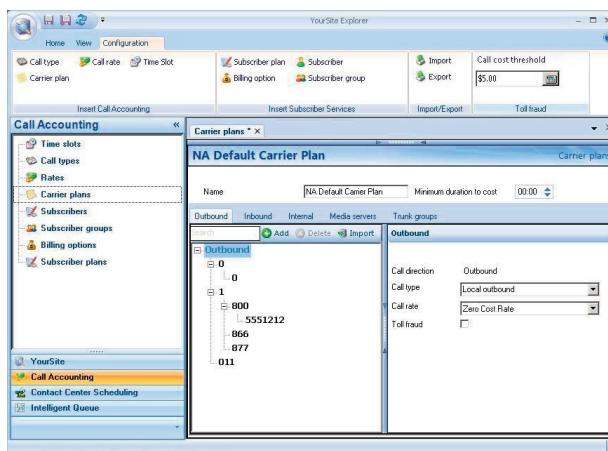 YourSite Explorer
Home View Configuration
Call type Call rate Time Slot
Carrier plan
Insert Call Accounting
Subscriber plan Subscriber
Billing option Subscriber group
Insert Subscriber Services
Import
Export
Import/Export
Call cost threshold
$5.00
Toll fraud
Call Accounting «
Time slots
Call types
Rates
Carrier plans
Subscribers
Subscriber groups
Billing options
Subscriber plans
YourSite
Call Accounting
Contact Center Scheduling
Intelligent Queue
Carrier plans * ×
NA Default Carrier Plan Carrier plans
Name NA Default Carrier Plan Minimum duration to cost 00:00
Outbound Inbound Internal Media servers Trunk groups
search Add Delete Import
Outbound
0
0
1
800
5551212
866
877
011
Outbound
Call direction Outbound
Call type Local outbound
Call rate Zero Cost Rate
Toll fraud